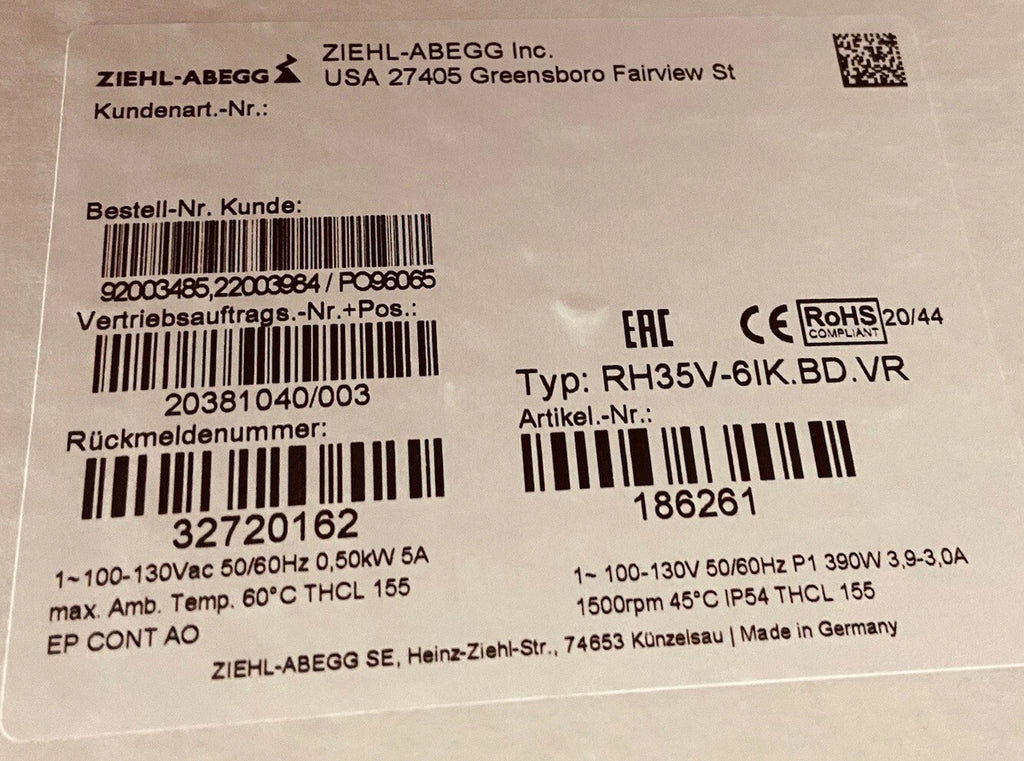 ZIEHL-ABEGG
ZIEHL-ABEGG Inc.
USA 27405 Greensboro Fairview St
Kundenart.-Nr.:
Bestell-Nr. Kunde:
92003485,22003984 / PO96065
Vertriebsauftrags.-Nr.+Pos.:
20381040/003
Rückmeldenummer:
32720162
1~100-130Vac 50/60Hz 0,50kW 5A
max. Amb. Temp. 60°C THCL 155
EP CONT AO
EAC CE RoHS COMPLIANT 20/44
Typ: RH35V-6IK.BD.VR
Artikel.-Nr.:
186261
1~ 100-130V 50/60Hz P1 390W 3,9-3,0A
1500rpm 45°C IP54 THCL 155
ZIEHL-ABEGG SE, Heinz-Ziehl-Str., 74653 Künzelsau | Made in Germany